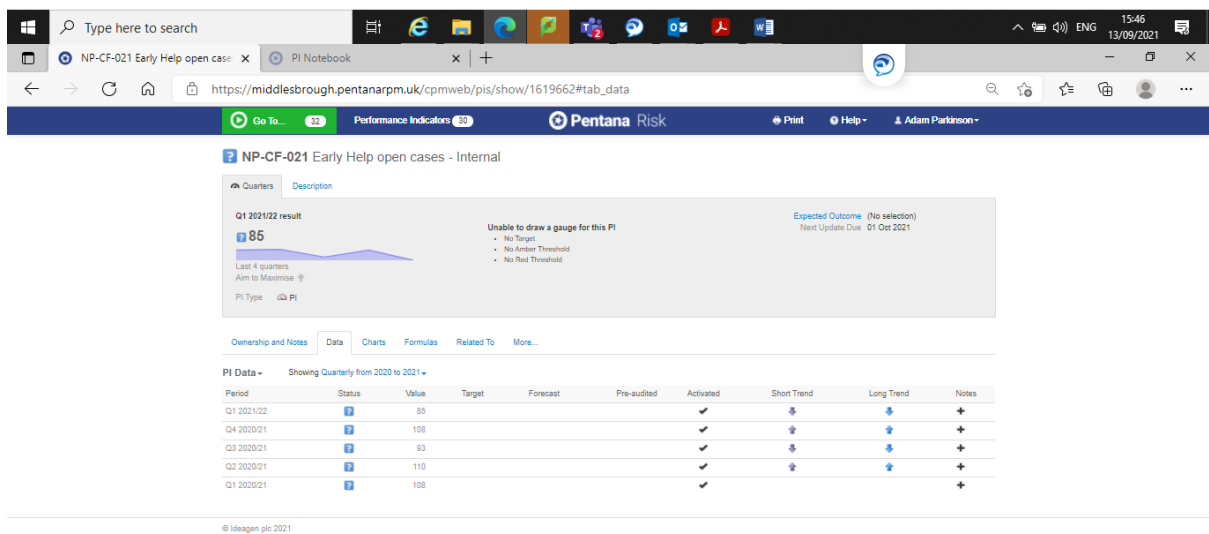 Type here to search
ENG
15:46
13/09/2021
NP-CF-021 Early Help open case
PI Notebook
https://middlesbrough.pentanarpm.uk/cpmweb/pis/show/1619662#tab_data
Go To... 32
Performance Indicators 30
Pentana Risk
Print
Help
Adam Parkinson
NP-CF-021 Early Help open cases - Internal
Quarters
Description
Q1 2021/22 result
85
Last 4 quarters
Aim to Maximise
PI Type PI
Unable to draw a gauge for this PI
• No Target
• No Amber Threshold
• No Red Threshold
Expected Outcome (No selection)
Next Update Due 01 Oct 2021
Ownership and Notes Data Charts Formulas Related To More...
PI Data Showing Quarterly from 2020 to 2021
Period Status Value Target Forecast Pre-audited Activated Short Trend Long Trend Notes
Q1 2021/22 ? 85
Q4 2020/21 ? 108
Q3 2020/21 ? 93
Q2 2020/21 ? 110
Q1 2020/21 ? 108
© Ideagen plc 2021